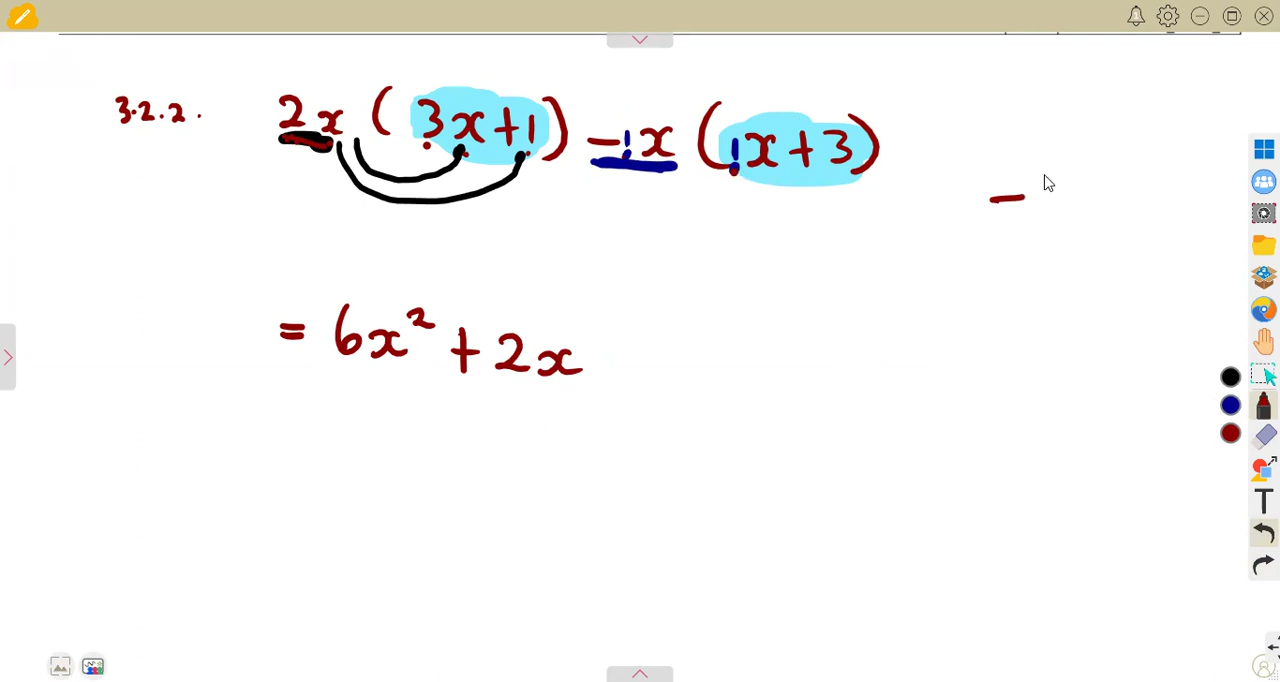 3.2.2. 2x ( 3x+1 ) - 1x ( 1x + 3 )
-
= 6x² + 2x